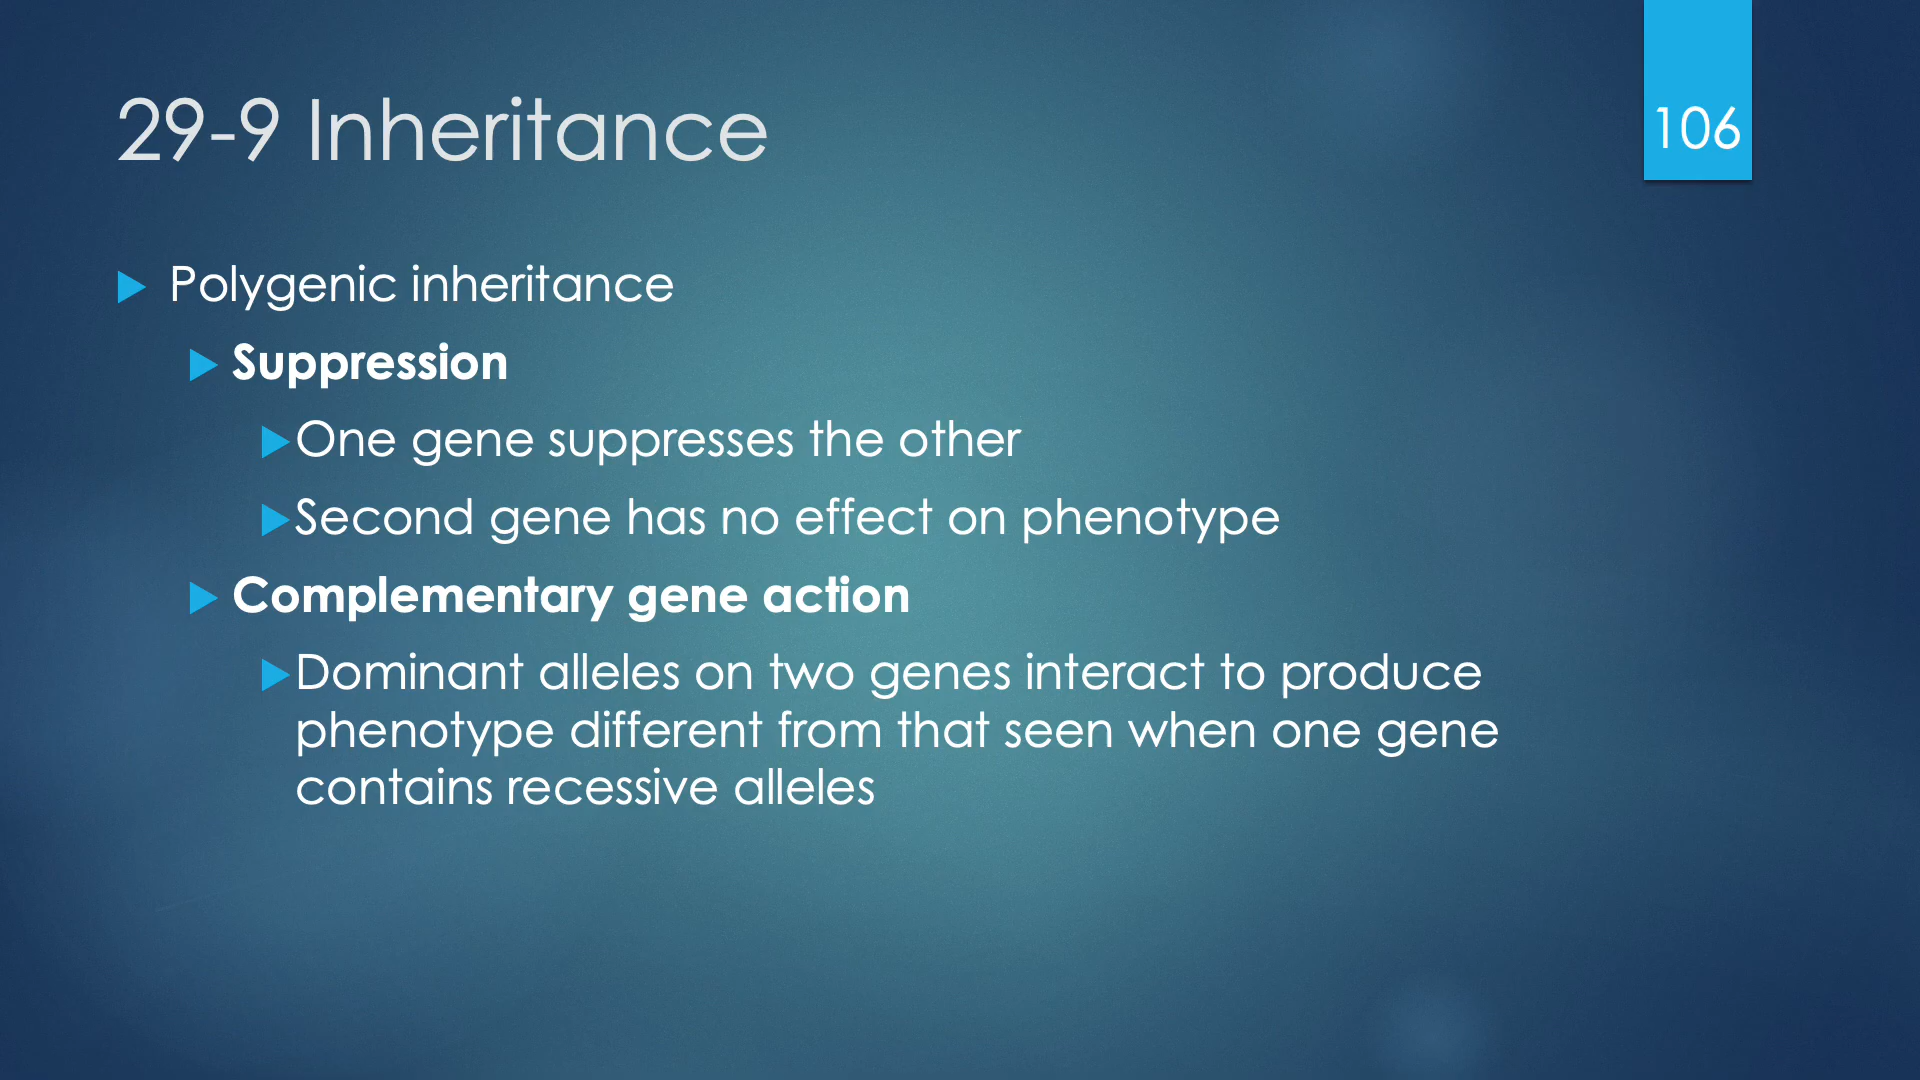 29-9 Inheritance
106
Polygenic inheritance
Suppression
One gene suppresses the other
Second gene has no effect on phenotype
Complementary gene action
Dominant alleles on two genes interact to produce
phenotype different from that seen when one gene
contains recessive alleles